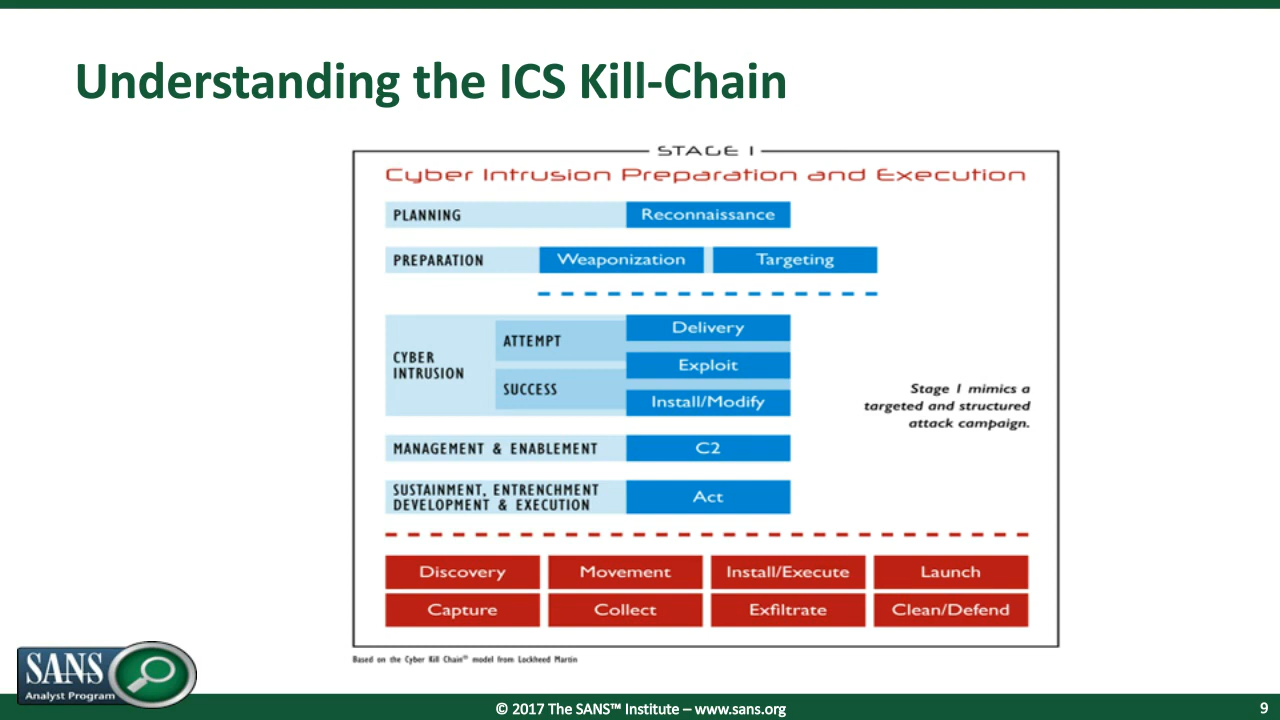 Understanding the ICS Kill-Chain
STAGE 1
Cyber Intrusion Preparation and Execution
PLANNING
Reconnaissance
PREPARATION
Weaponization
Targeting
CYBER
INTRUSION
ATTEMPT
SUCCESS
Delivery
Exploit
Install/Modify
Stage 1 mimics a
targeted and structured
attack campaign.
MANAGEMENT & ENABLEMENT
C2
SUSTAINMENT, ENTRENCHMENT
DEVELOPMENT & EXECUTION
Act
Discovery
Movement
Install/Execute
Launch
Capture
Collect
Exfiltrate
Clean/Defend
Based on the Cyber Kill Chain® model from Lockheed Martin
SANS
Analyst Program
© 2017 The SANS™ Institute – www.sans.org
9